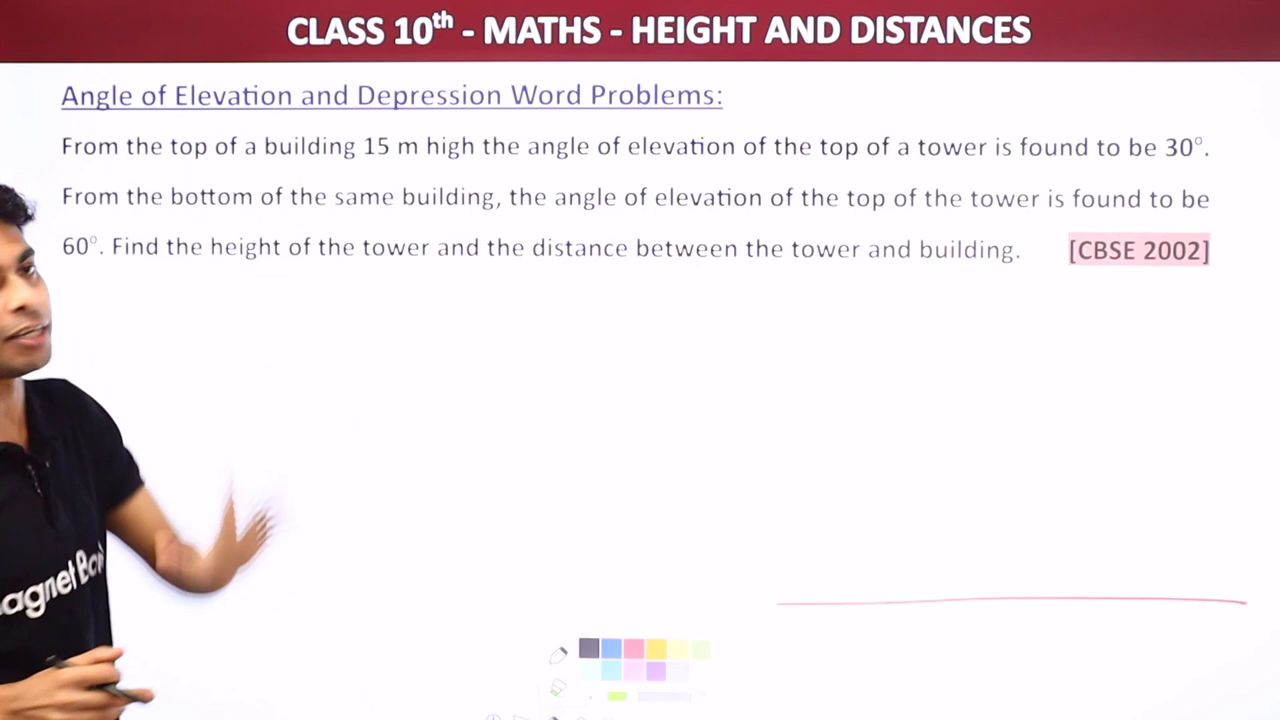 CLASS 10th - MATHS - HEIGHT AND DISTANCES
Angle of Elevation and Depression Word Problems:
From the top of a building 15 m high the angle of elevation of the top of a tower is found to be 30°.
From the bottom of the same building, the angle of elevation of the top of the tower is found to be
60°. Find the height of the tower and the distance between the tower and building. [CBSE 2002]
agnet